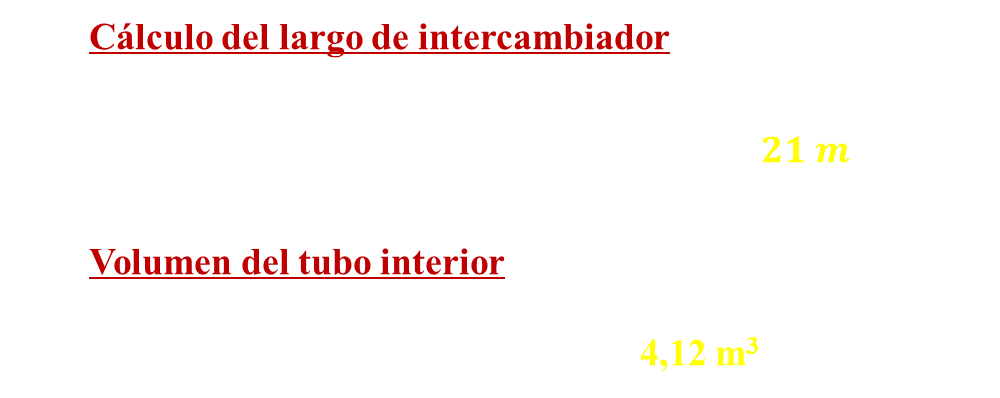 Cálculo del largo de intercambiador
21 m
Volumen del tubo interior
4,12 m³